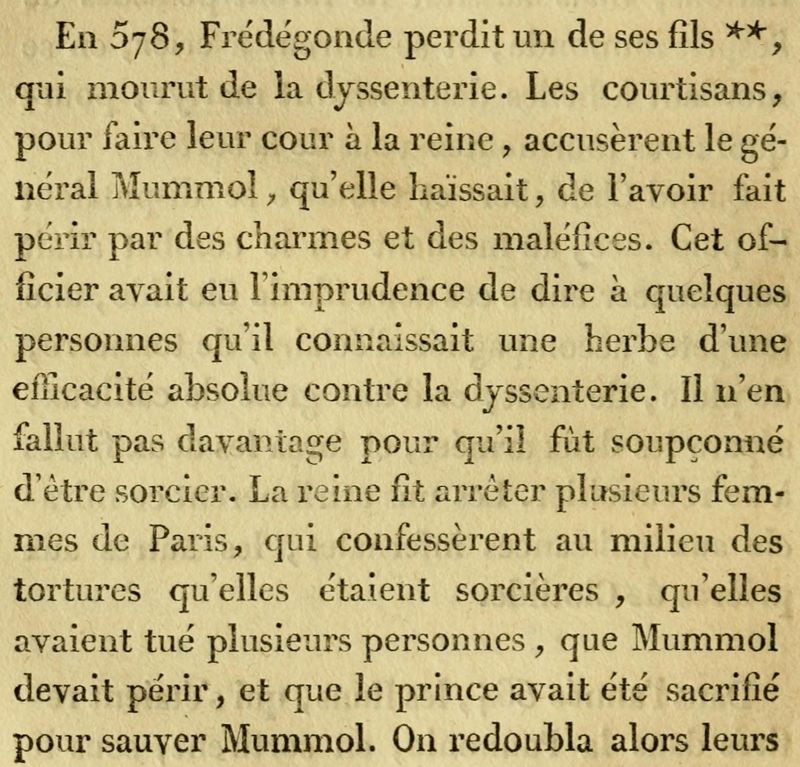 En 578, Frédégonde perdit un de ses fils **,
qui mourut de la dyssenterie. Les courtisans,
pour faire leur cour à la reine, accusèrent le gé-
néral Mummol, qu'elle haïssait, de l'avoir fait
périr par des charmes et des maléfices. Cet of-
ficier avait eu l'imprudence de dire à quelques
personnes qu'il connaissait une herbe d'une
efficacité absolue contre la dyssenterie. Il n'en
fallut pas davantage pour qu'il fût soupçonné
d'être sorcier. La reine fit arrêter plusieurs fem-
mes de Paris, qui confessèrent au milieu des
tortures qu'elles étaient sorcières, qu'elles
avaient tué plusieurs personnes, que Mummol
devait périr, et que le prince avait été sacrifié
pour sauver Mummol. On redoubla alors leurs